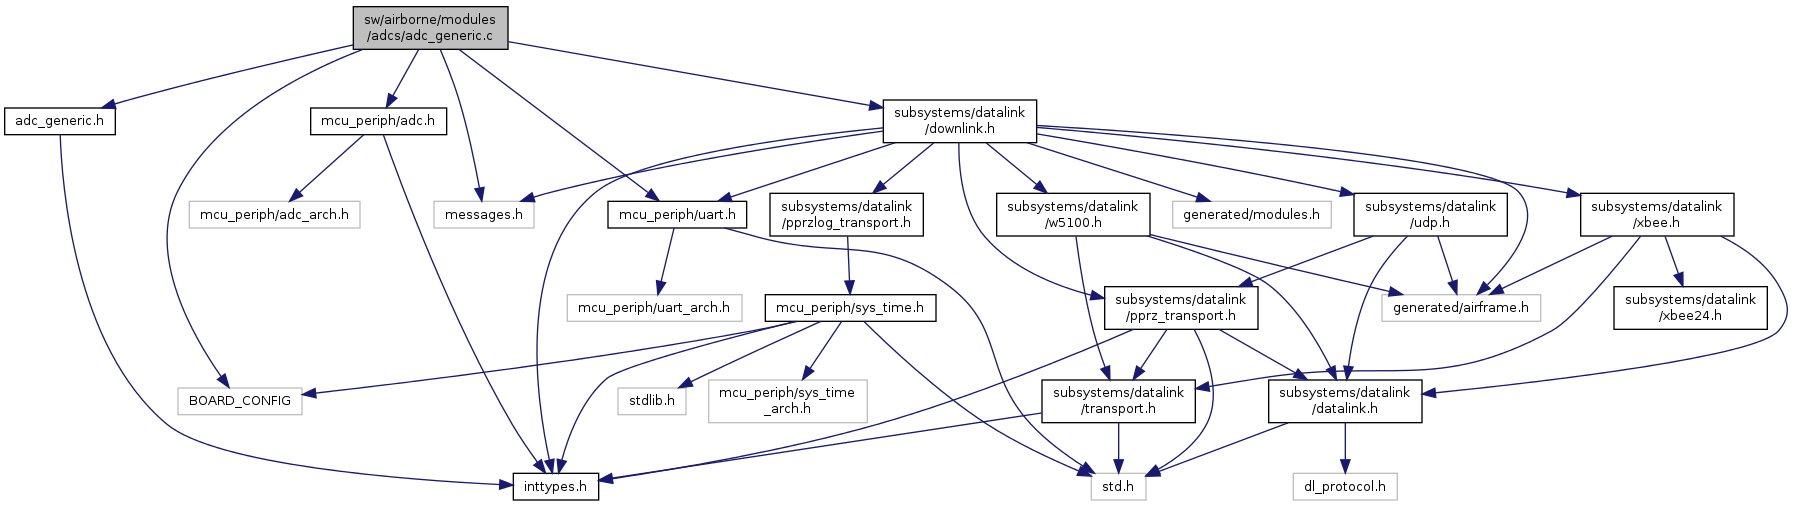 sw/airborne/modules
/adcs/adc_generic.c
adc_generic.h
mcu_periph/adc.h
subsystems/datalink
/downlink.h
mcu_periph/adc_arch.h
messages.h
mcu_periph/uart.h
subsystems/datalink
/pprzlog_transport.h
subsystems/datalink
/w5100.h
generated/modules.h
subsystems/datalink
/udp.h
subsystems/datalink
/xbee.h
mcu_periph/uart_arch.h
mcu_periph/sys_time.h
subsystems/datalink
/pprz_transport.h
generated/airframe.h
subsystems/datalink
/xbee24.h
BOARD_CONFIG
stdlib.h
mcu_periph/sys_time
_arch.h
subsystems/datalink
/transport.h
subsystems/datalink
/datalink.h
inttypes.h
std.h
dl_protocol.h